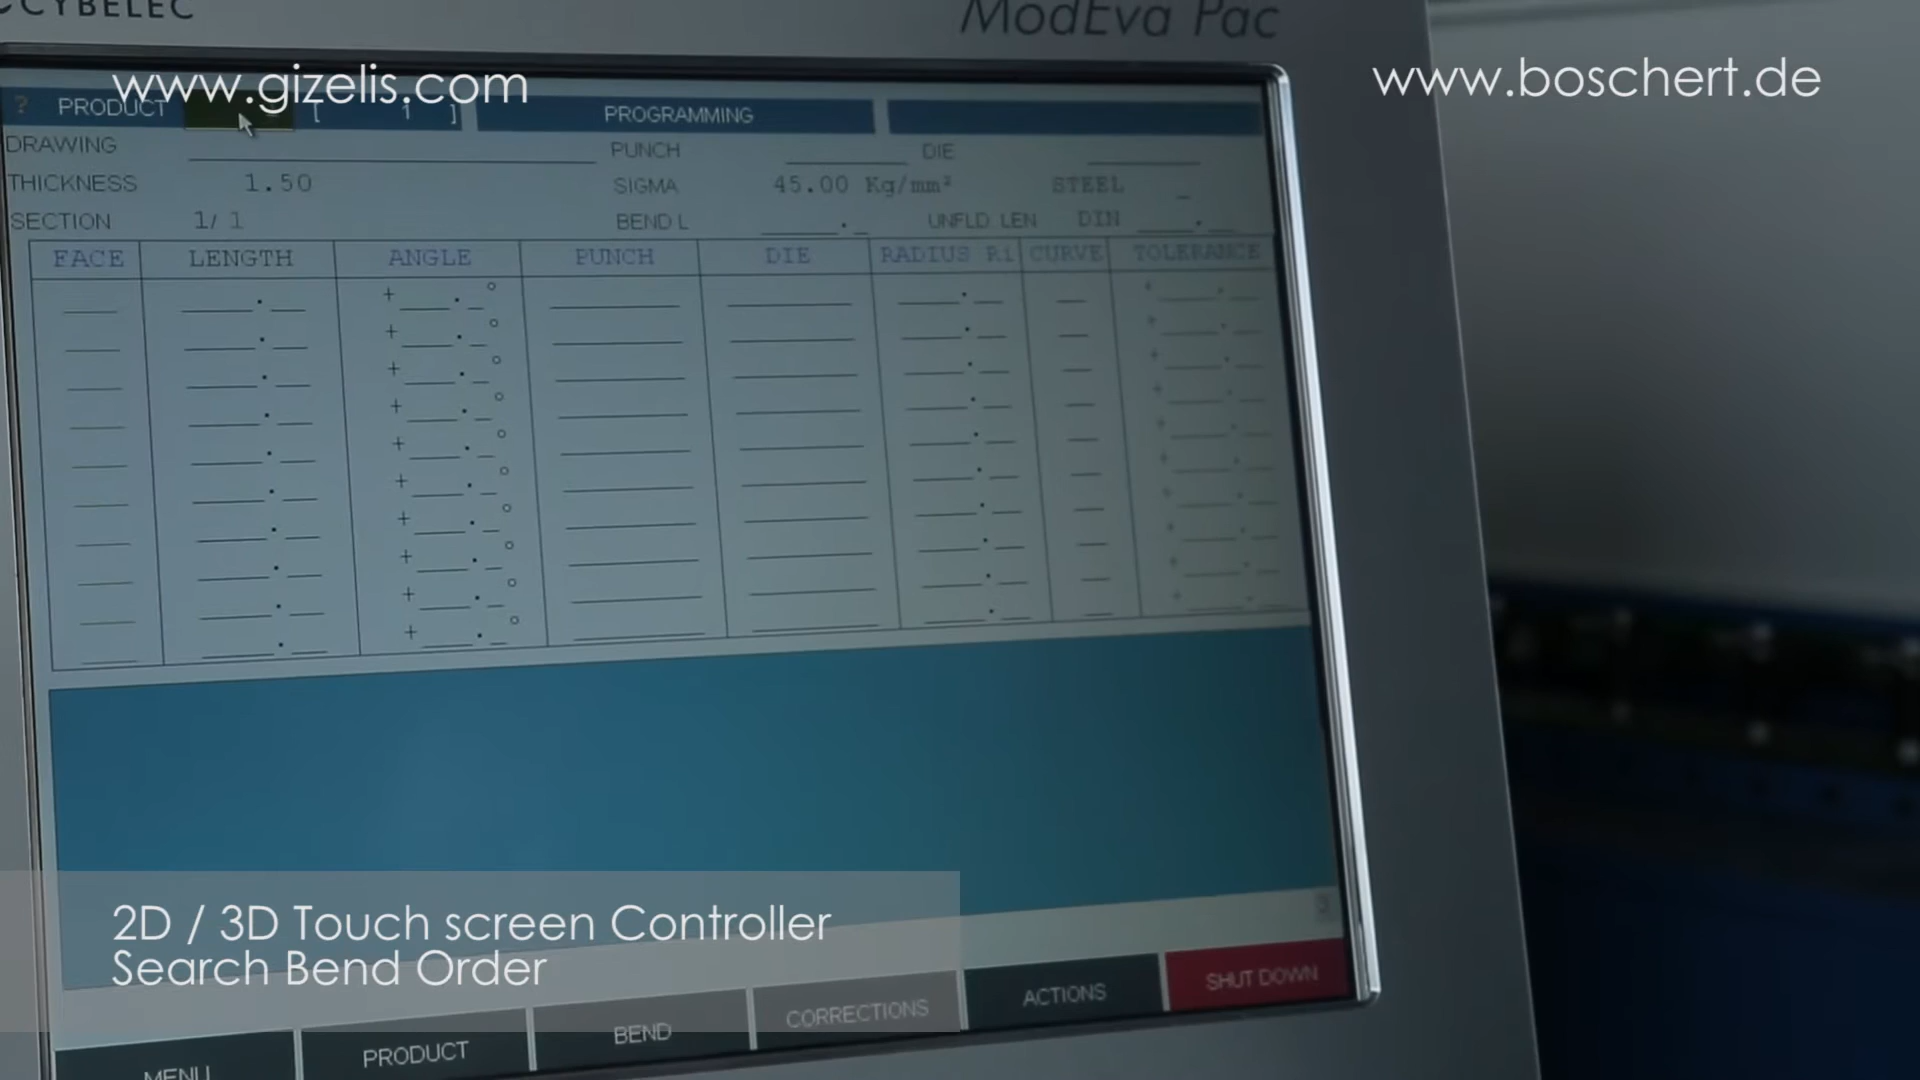 CYBELEC
ModEva Pac
www.gizelis.com
www.boschert.de
? PRODUCT [ 1 ] PROGRAMMING
DRAWING PUNCH DIE
THICKNESS 1.50 SIGMA 45.00 Kg/mm² STEEL
SECTION 1/ 1 BEND L UNFLD LEN DIN
FACE LENGTH ANGLE PUNCH DIE RADIUS Ri CURVE TOLERANCE
2D / 3D Touch screen Controller
Search Bend Order
MENU PRODUCT BEND CORRECTIONS ACTIONS SHUT DOWN